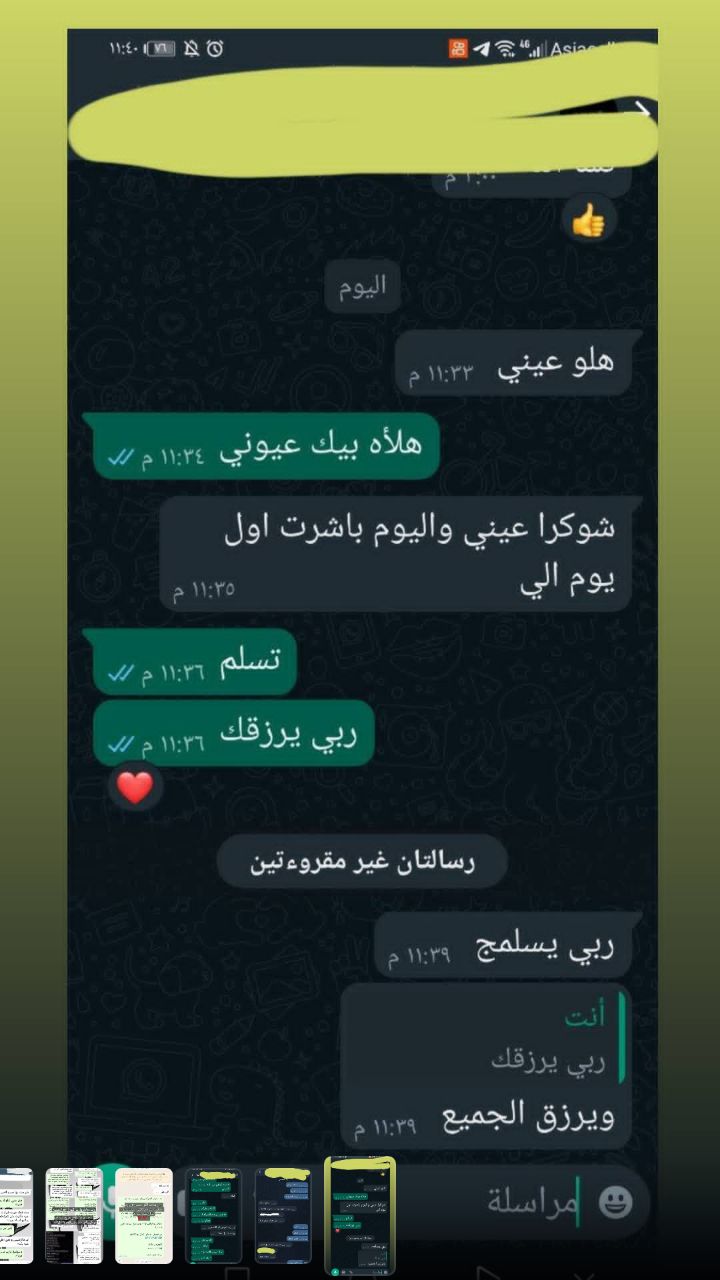 ١١:٤٠
٧٦
4G
اليوم
هلو عيني ١١:٣٣ م
هلأه بيك عيوني ١١:٣٤ م
شوكرا عيني واليوم باشرت اول
يوم الي ١١:٣٥ م
تسلم ١١:٣٦ م
ربي يرزقك ١١:٣٦ م
رسالتان غير مقروءتين
ربي يسلمج ١١:٣٩ م
أنت
ربي يرزقك
ويرزق الجميع ١١:٣٩ م
مراسلة